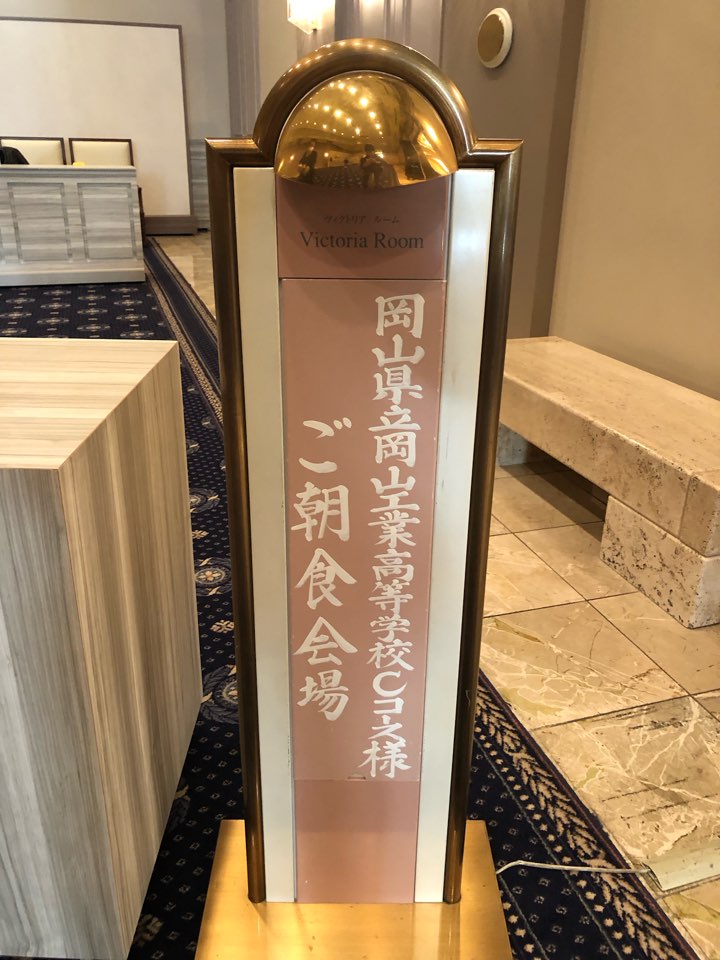 ヴィクトリア ルーム
Victoria Room
岡山県立岡山工業高等学校Cコース様
ご朝食会場